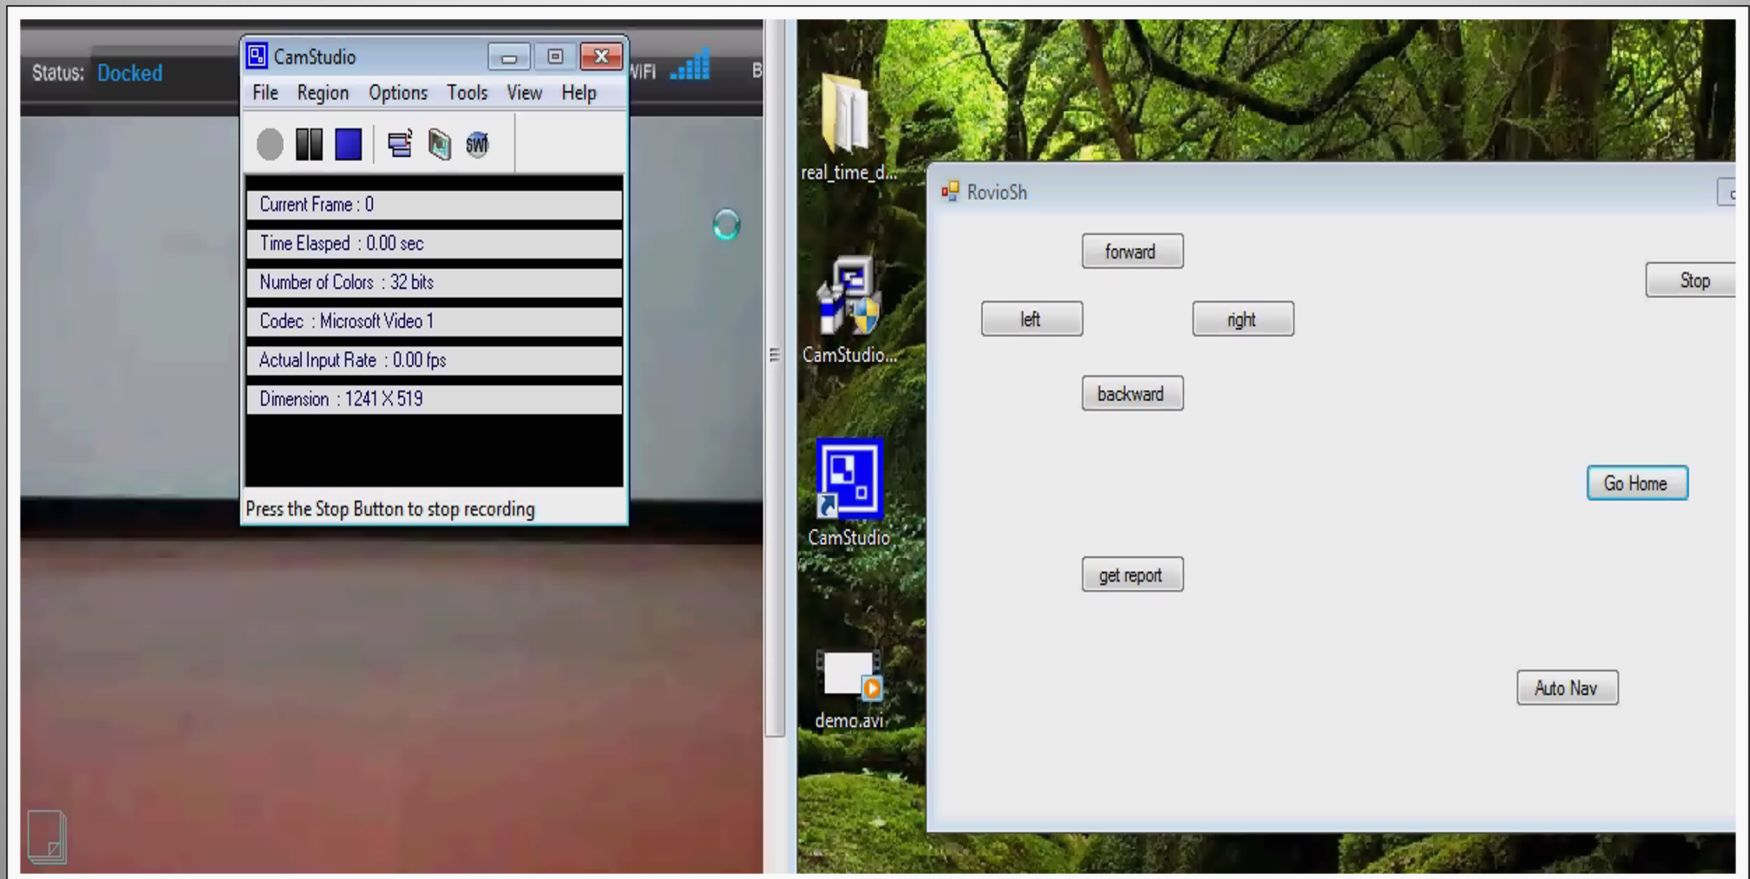 Status: Docked
WiFi
B
CamStudio
File Region Options Tools View Help
Current Frame : 0
Time Elasped : 0.00 sec
Number of Colors : 32 bits
Codec : Microsoft Video 1
Actual Input Rate : 0.00 fps
Dimension : 1241 X 519
Press the Stop Button to stop recording
real_time_d...
CamStudio...
CamStudio
demo.avi
RovioSh
forward
Stop
left right
backward
Go Home
get report
Auto Nav